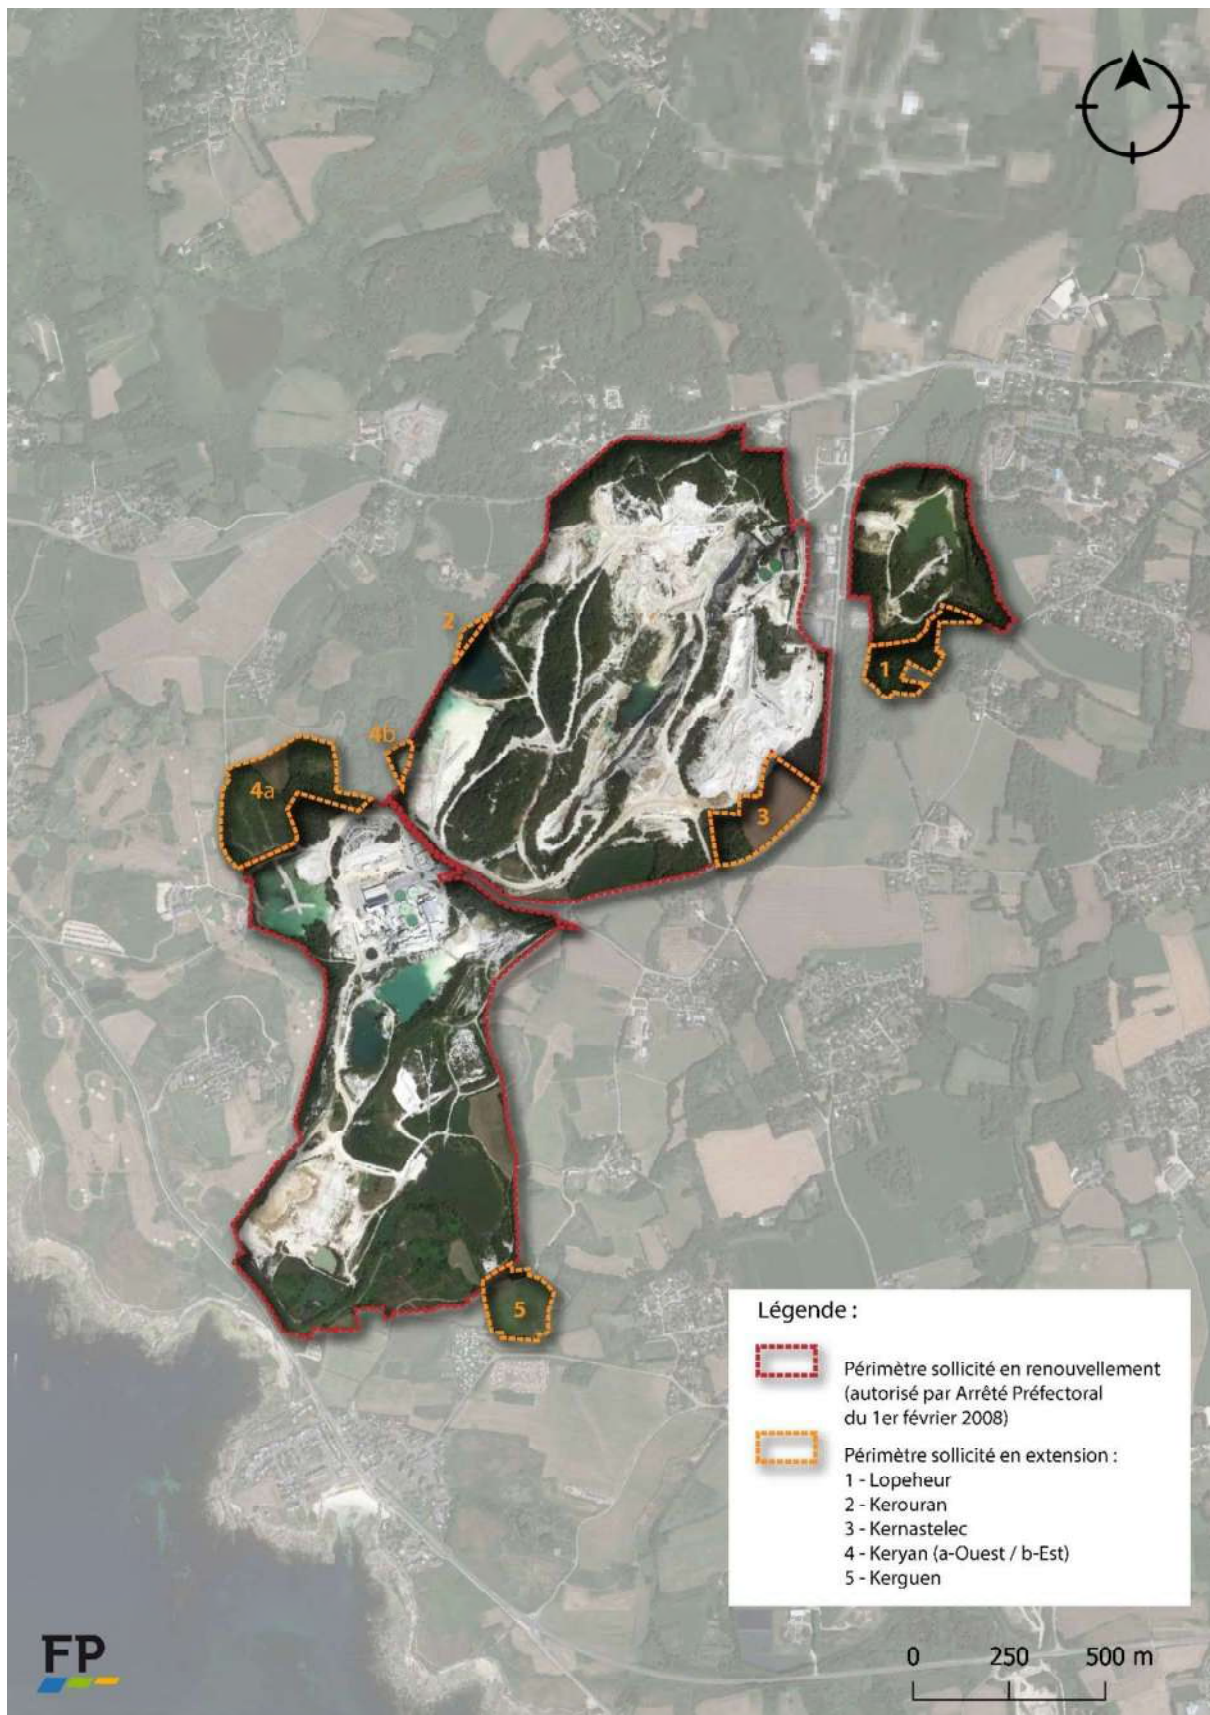 2
1
4b
4a
3
5
Légende :
Périmètre sollicité en renouvellement
(autorisé par Arrêté Préfectoral
du 1er février 2008)
Périmètre sollicité en extension :
1 - Lopeheur
2 - Kerouran
3 - Kernastelec
4 - Keryan (a-Ouest / b-Est)
5 - Kerguen
FP
0 250 500 m